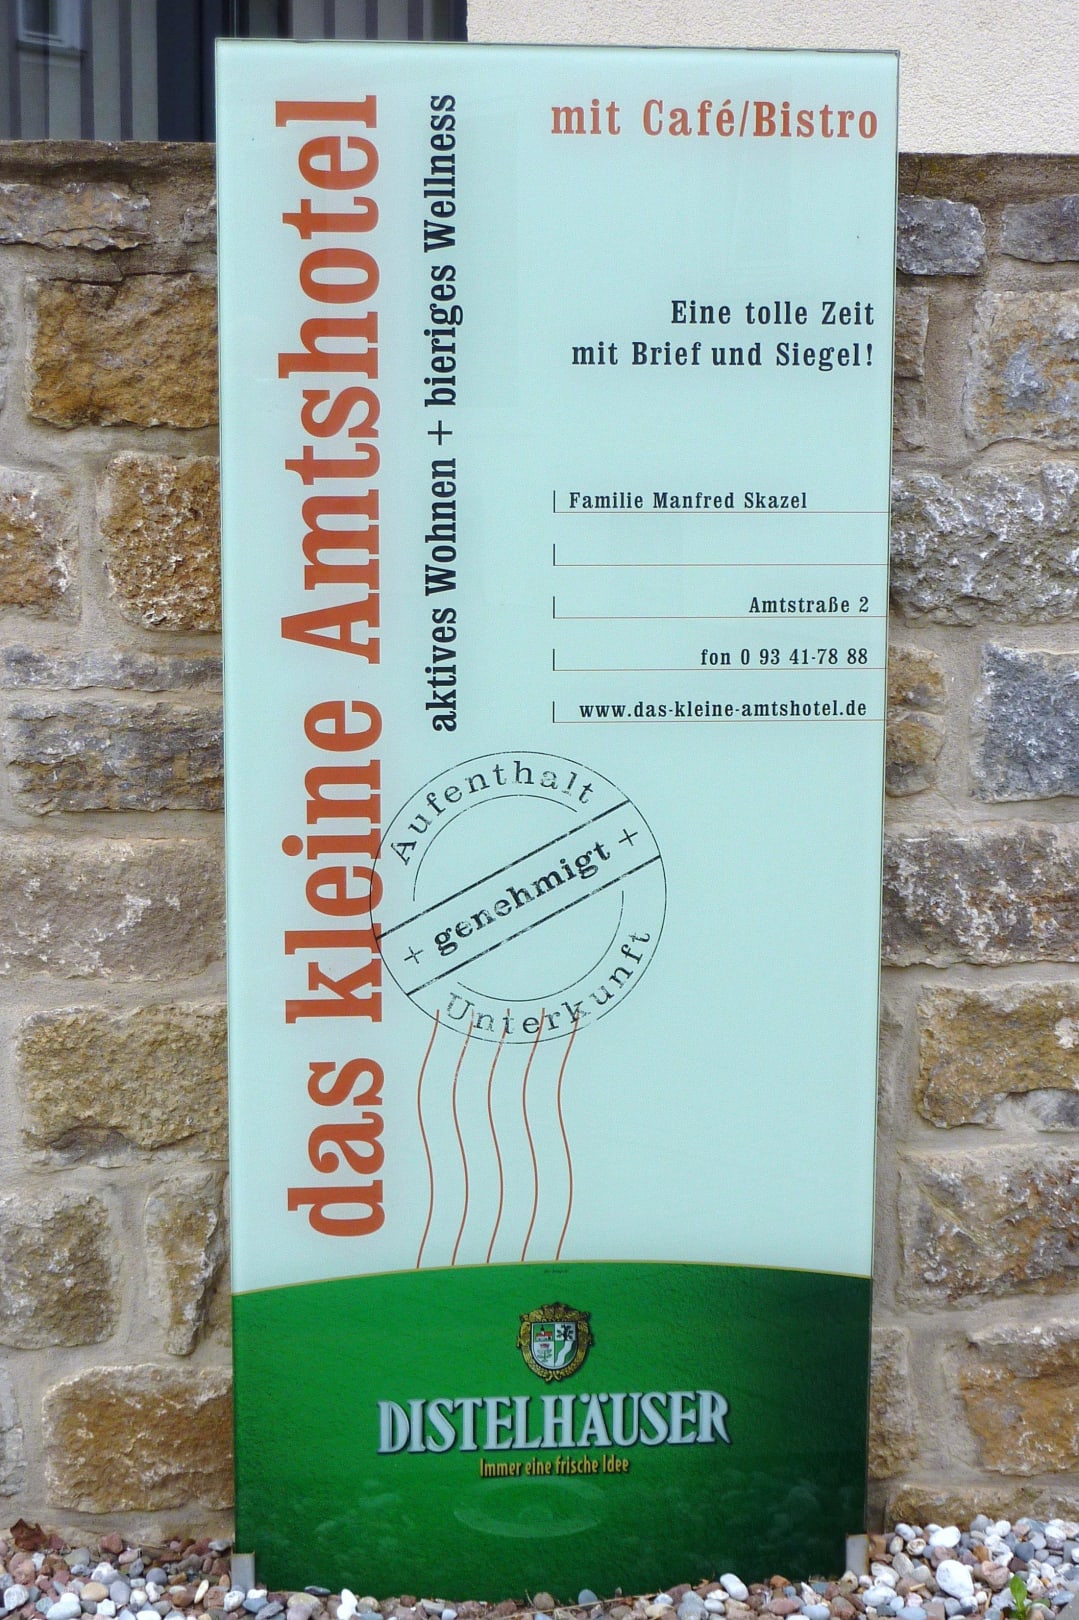 das kleine Amtshotel
aktives Wohnen + bieriges Wellness
mit Café/Bistro
Eine tolle Zeit
mit Brief und Siegel!
Familie Manfred Skazel
Amtstraße 2
fon 0 93 41-78 88
www.das-kleine-amtshotel.de
Aufenthalt
+ genehmigt +
Unterkunft
DISTELHÄUSER
Immer eine frische Idee